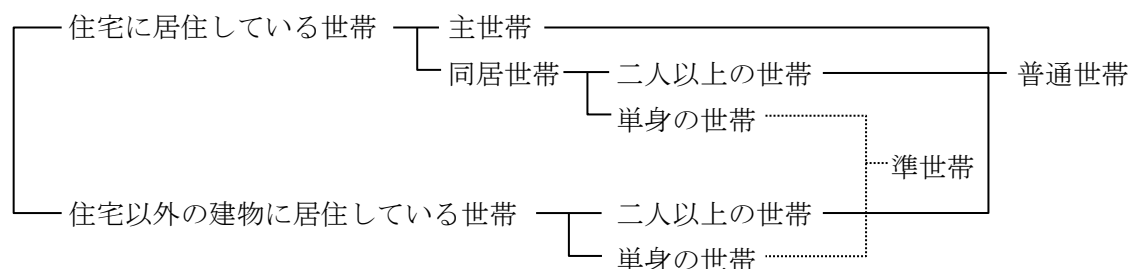 住宅に居住している世帯 主世帯
同居世帯 二人以上の世帯 普通世帯
単身の世帯
準世帯
住宅以外の建物に居住している世帯 二人以上の世帯
単身の世帯